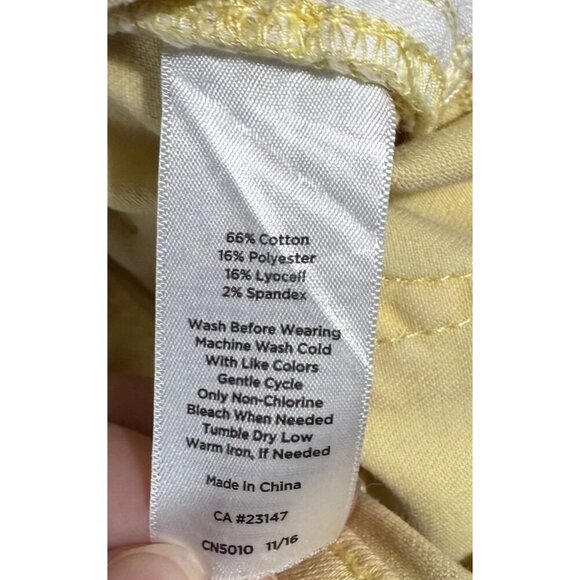 66% Cotton
16% Polyester
16% Lyocell
2% Spandex
Wash Before Wearing
Machine Wash Cold
With Like Colors
Gentle Cycle
Only Non-Chlorine
Bleach When Needed
Tumble Dry Low
Warm Iron, If Needed
Made in China
CA #23147
CN5010 11/16